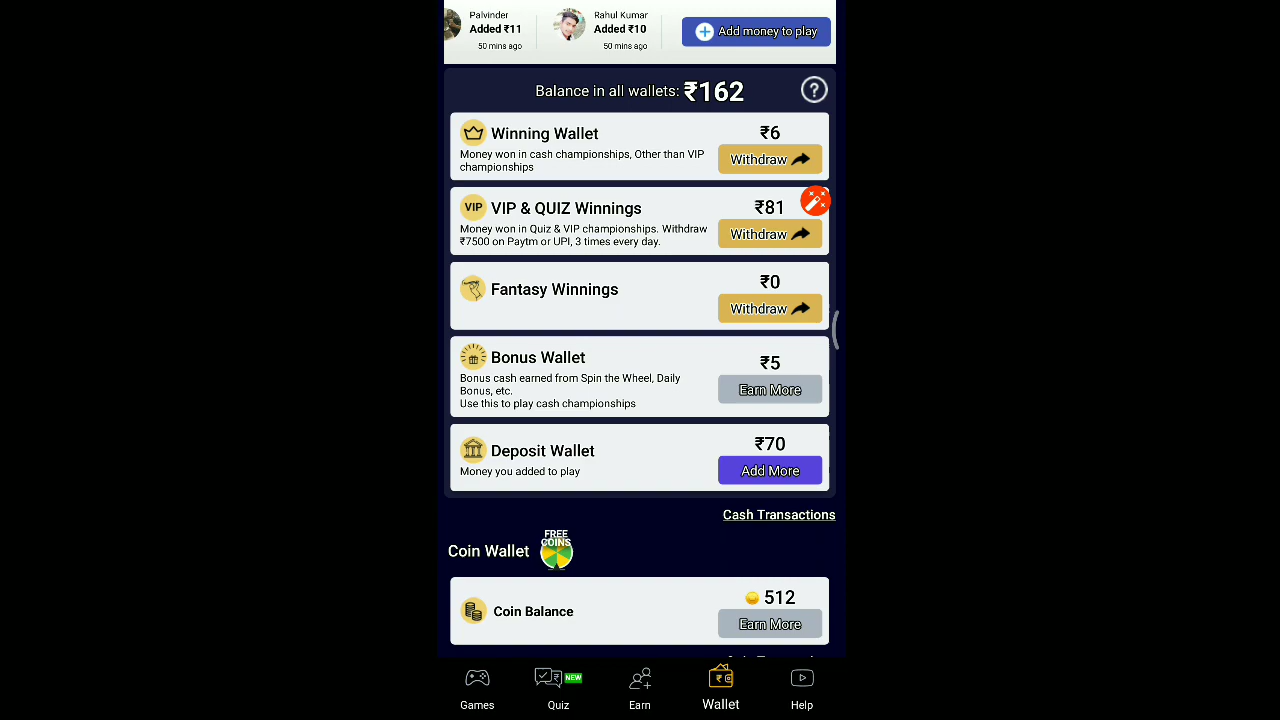 Palvinder
Added ₹11
50 mins ago
Rahul Kumar
Added ₹10
50 mins ago
Add money to play
Balance in all wallets: ₹162
?
Winning Wallet
₹6
Money won in cash championships, Other than VIP
championships
Withdraw
VIP
VIP & QUIZ Winnings
₹81
Money won in Quiz & VIP championships. Withdraw
₹7500 on Paytm or UPI, 3 times every day.
Withdraw
Fantasy Winnings
₹0
Withdraw
Bonus Wallet
₹5
Bonus cash earned from Spin the Wheel, Daily
Bonus, etc.
Use this to play cash championships
Earn More
Deposit Wallet
₹70
Money you added to play
Add More
Cash Transactions
Coin Wallet
FREE
COINS
Coin Balance
512
Earn More
Games
NEW
Quiz
Earn
Wallet
Help